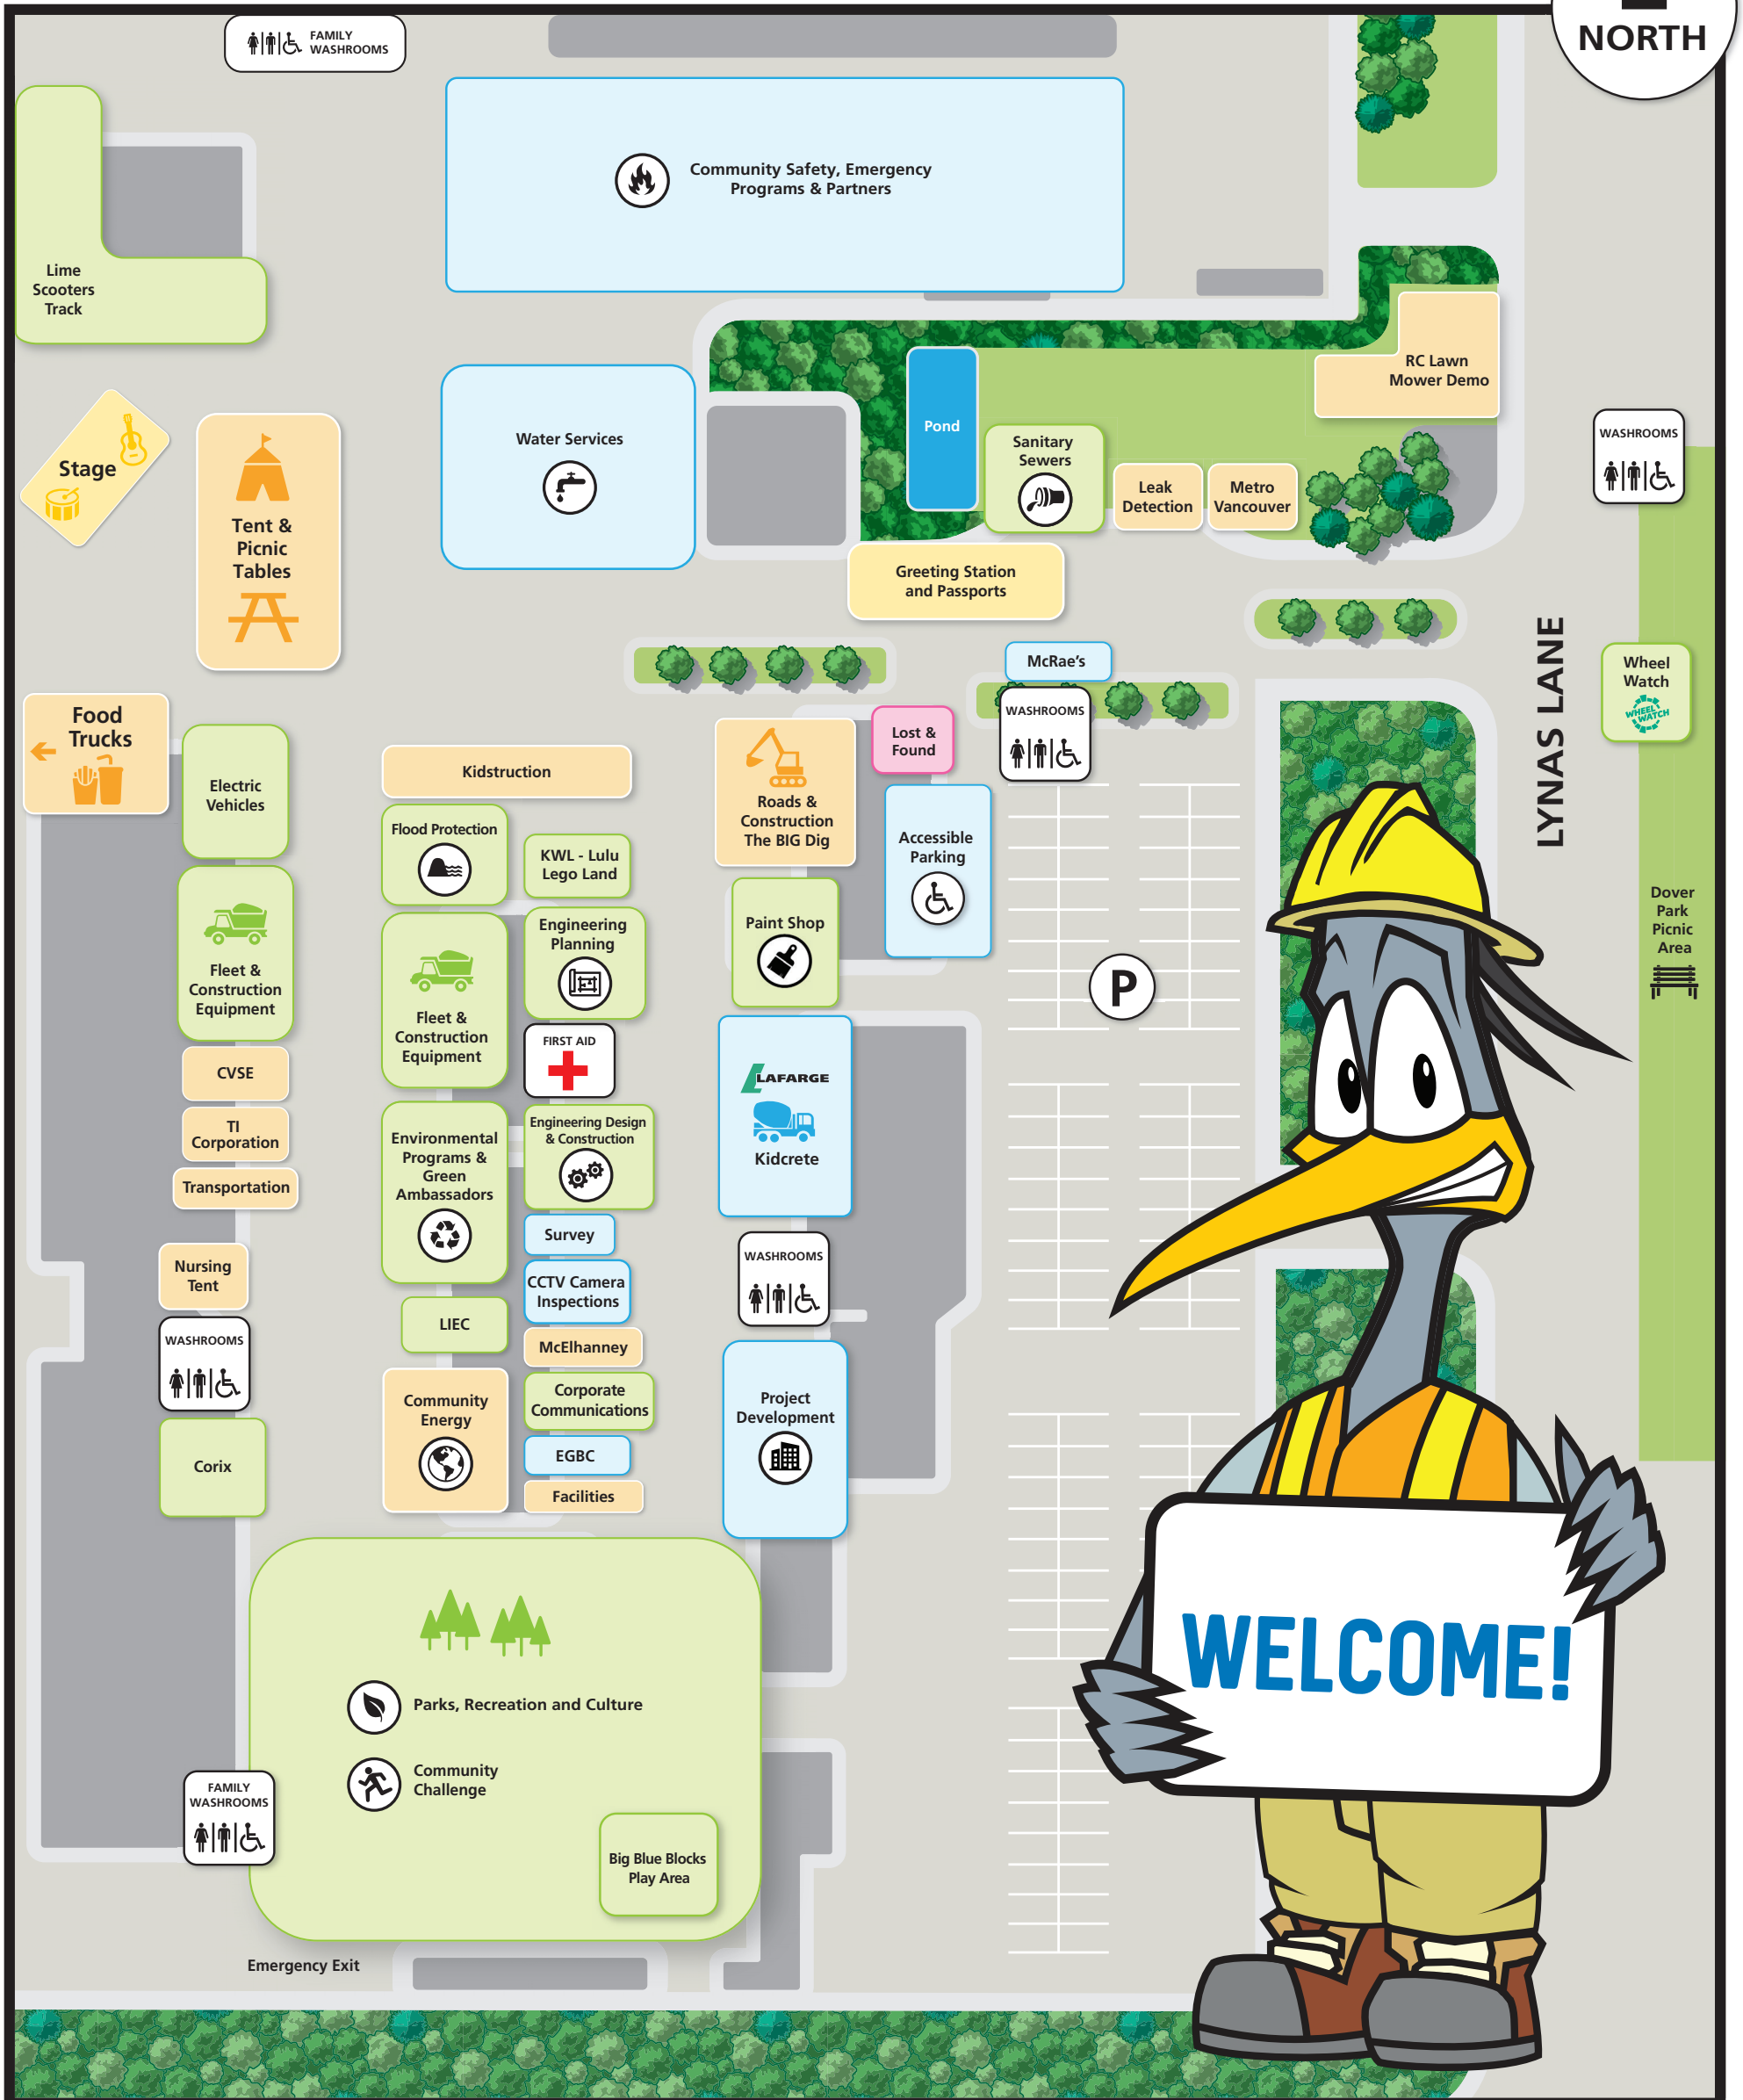 NORTH
FAMILY
WASHROOMS
Community Safety, Emergency
Programs & Partners
Lime
Scooters
Track
RC Lawn
Mower Demo
Stage
Tent &
Picnic
Tables
Water Services
Pond
Sanitary
Sewers
Leak
Detection
Metro
Vancouver
WASHROOMS
Greeting Station
and Passports
LYNAS LANE
McRae's
WASHROOMS
Wheel
Watch
WHEEL
WATCH
Food
Trucks
Electric
Vehicles
Kidstruction
Roads &
Construction
The BIG Dig
Lost &
Found
Flood Protection
KWL - Lulu
Lego Land
Accessible
Parking
Paint Shop
Engineering
Planning
Fleet &
Construction
Equipment
Fleet &
Construction
Equipment
FIRST AID
P
Dover
Park
Picnic
Area
CVSE
TI
Corporation
Transportation
Environmental
Programs &
Green
Ambassadors
Engineering Design
& Construction
LAFARGE
Kidcrete
Survey
CCTV Camera
Inspections
WASHROOMS
Nursing
Tent
LIEC
McElhanney
WASHROOMS
Community
Energy
Corporate
Communications
Project
Development
EGBC
Facilities
Corix
WELCOME!
Parks, Recreation and Culture
Community
Challenge
FAMILY
WASHROOMS
Big Blue Blocks
Play Area
Emergency Exit